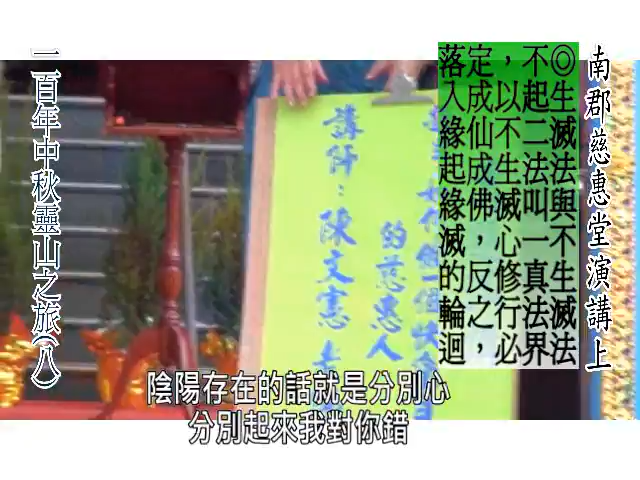 南郡慈惠堂演講上
◎生滅法與不生滅法
不起二法叫一真法界
，以不生滅心修行必
定成仙成佛，反之，
落入緣起緣滅的輪迴
的慈惠人
講師：陳文憲
一百年中秋靈山之旅(八)
陰陽存在的話就是分別心
分別起來我對你錯